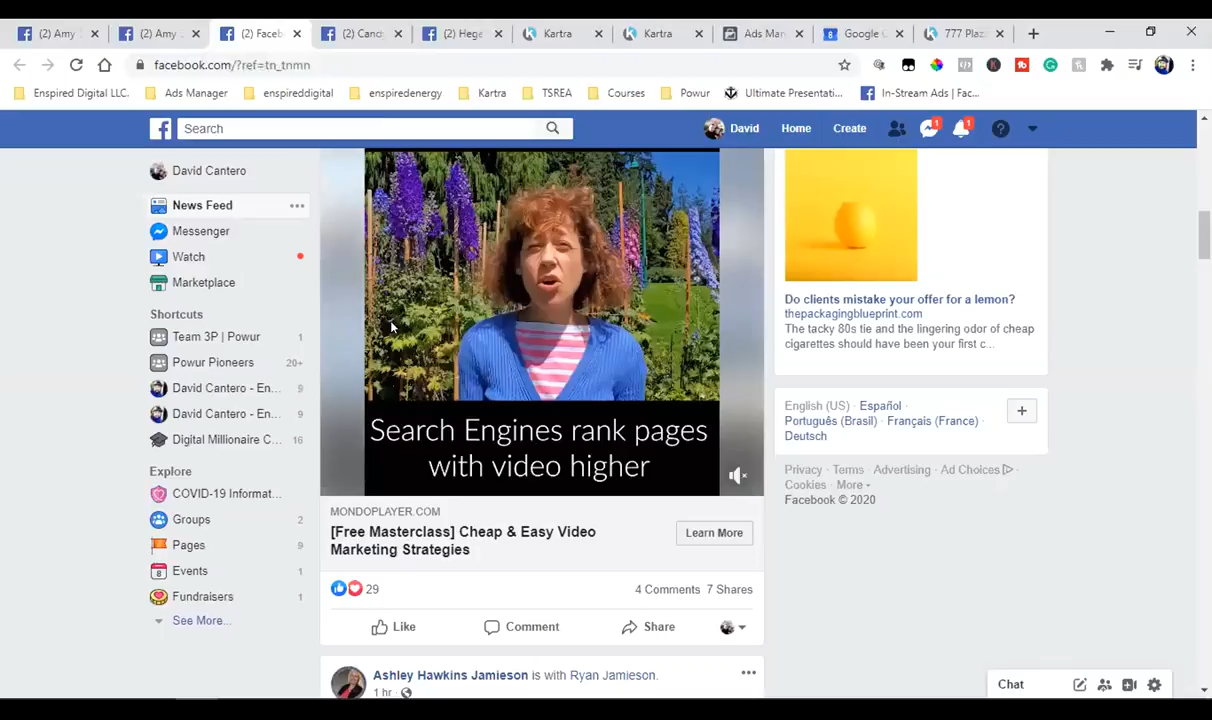 (2) Amy
(2) Amy
(2) Faceb
(2) Cand
(2) Hege
Kartra
Kartra
Ads Man
Google C
777 Plaz
facebook.com/?ref=tn_tnmn
Enspired Digital LLC.
Ads Manager
enspireddigital
enspiredenergy
Kartra
TSREA
Courses
Powur
Ultimate Presentati...
In-Stream Ads | Fac...
Search
David
Home
Create
1
1
David Cantero
News Feed
Messenger
Watch
Marketplace
Shortcuts
Team 3P | Powur 1
Powur Pioneers 20+
David Cantero - En... 9
David Cantero - En... 9
Digital Millionaire C... 16
Explore
COVID-19 Informat...
Groups 2
Pages 9
Events 1
Fundraisers 1
See More...
Search Engines rank pages
with video higher
MONDOPLAYER.COM
[Free Masterclass] Cheap & Easy Video
Marketing Strategies
Learn More
29
4 Comments 7 Shares
Like
Comment
Share
Ashley Hawkins Jamieson is with Ryan Jamieson.
1 hr
Do clients mistake your offer for a lemon?
thepackagingblueprint.com
The tacky 80s tie and the lingering odor of cheap
cigarettes should have been your first c...
English (US) · Español ·
Português (Brasil) · Français (France) ·
Deutsch
Privacy · Terms · Advertising · Ad Choices ·
Cookies · More
Facebook © 2020
Chat